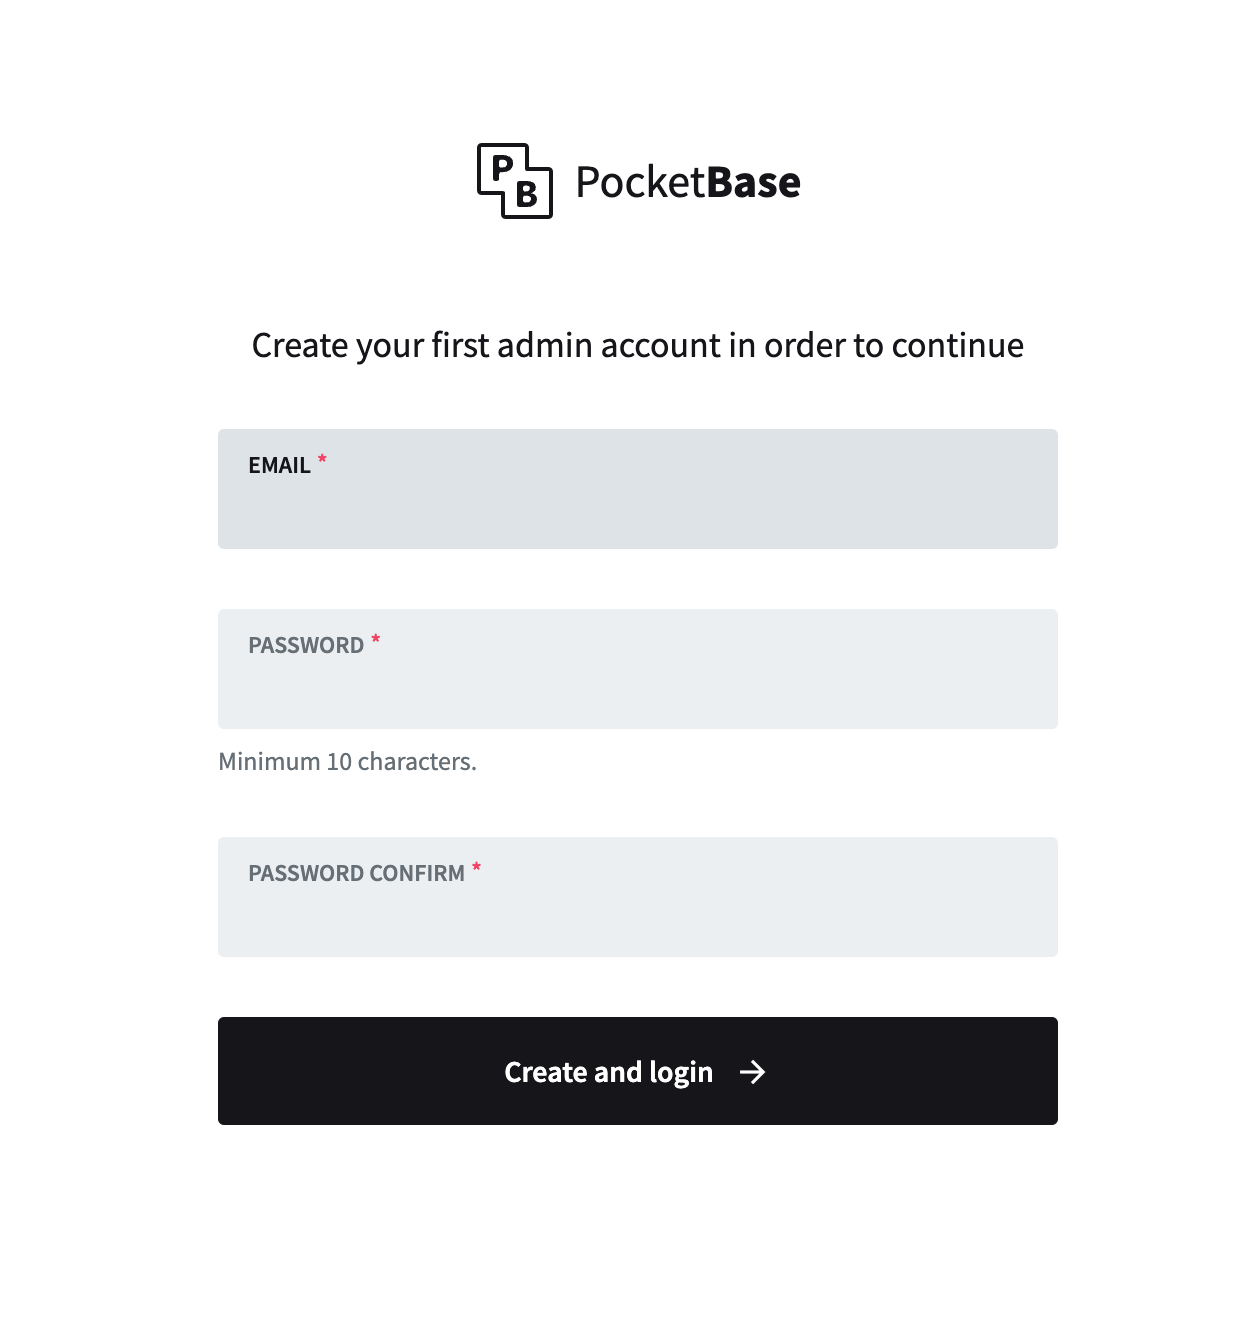 P
B
PocketBase
Create your first admin account in order to continue
EMAIL *
PASSWORD *
Minimum 10 characters.
PASSWORD CONFIRM *
Create and login →